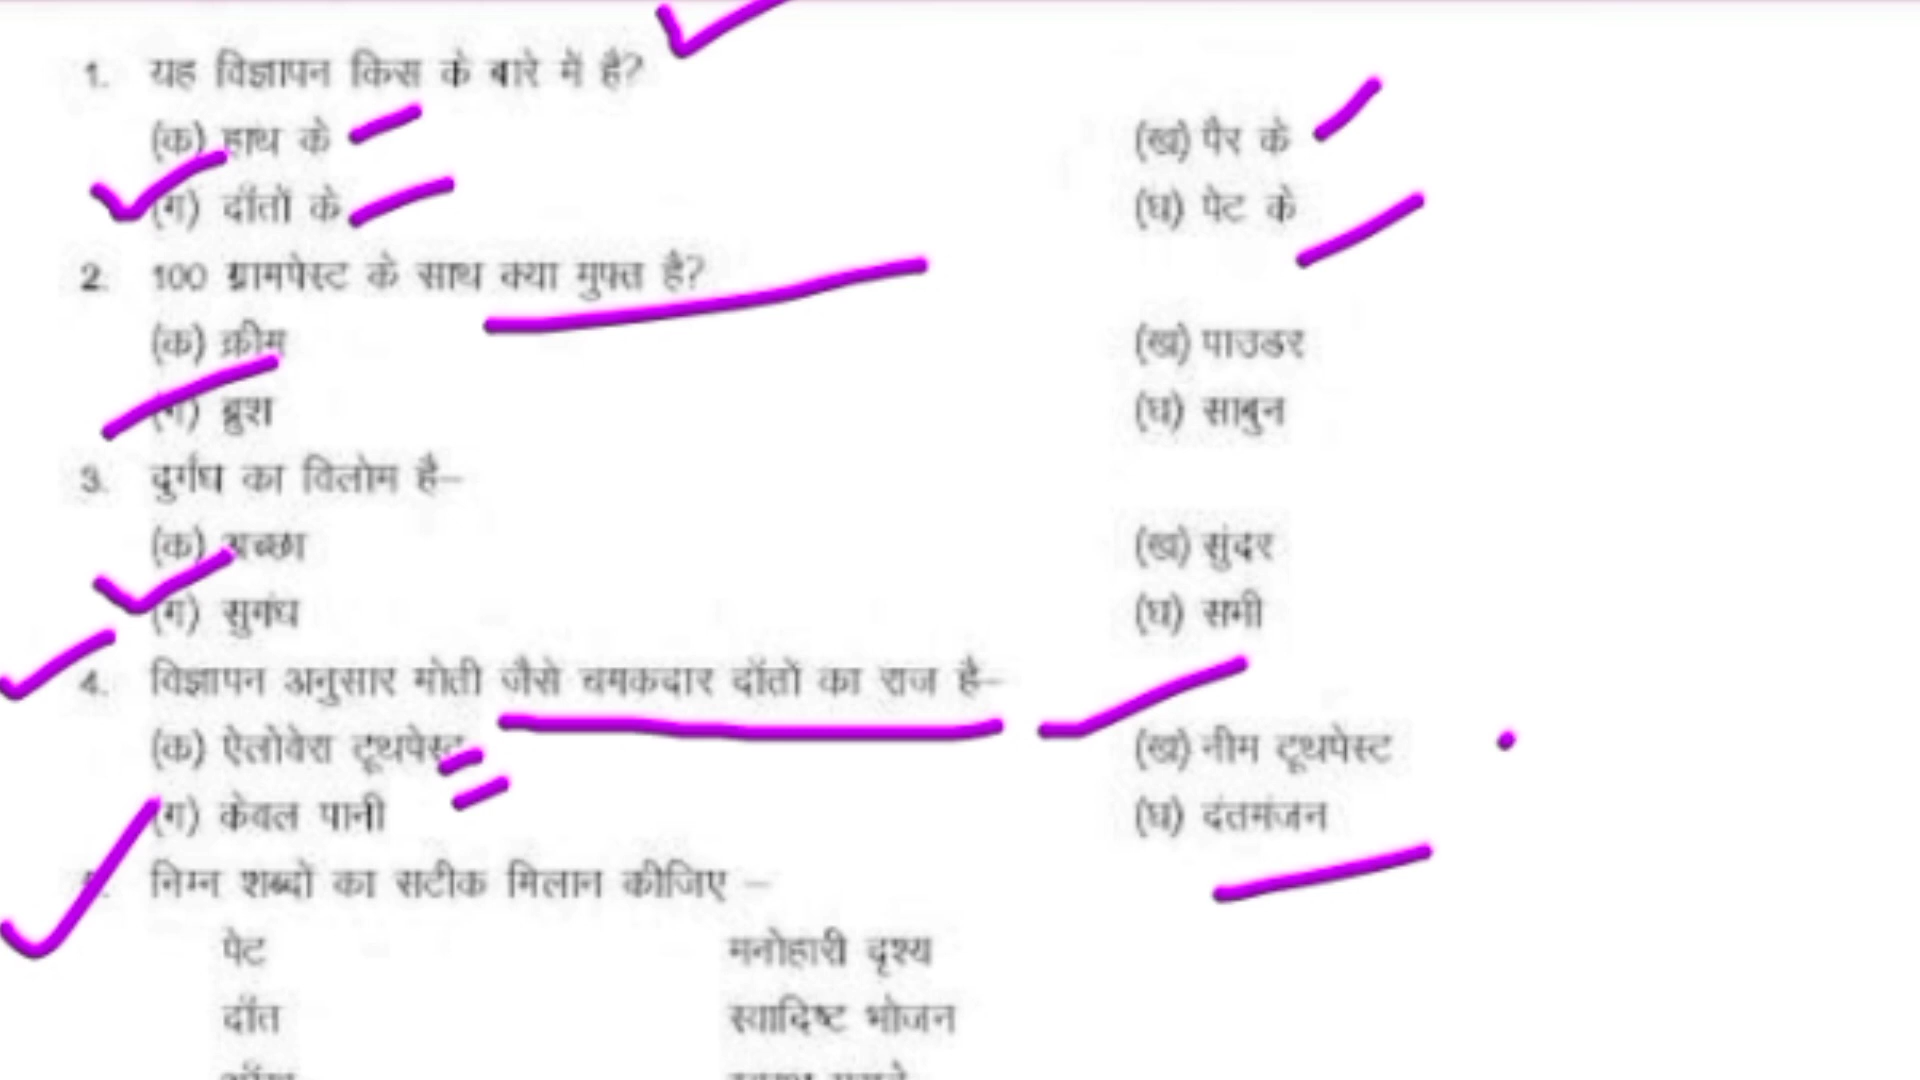 1. यह विज्ञापन किस के बारे में है?
(क) हाथ के (ख) पैर के
(ग) दाँतों के (घ) पेट के
2. 100 ग्रामपेस्ट के साथ क्या मुफ्त है?
(क) क्रीम (ख) पाउडर
(ग) ब्रुश (घ) साबुन
3. दुर्गंध का विलोम है–
(क) अच्छा (ख) सुंदर
(ग) सुगंध (घ) सभी
4. विज्ञापन अनुसार मोती जैसे चमकदार दाँतों का राज है–
(क) ऐलोवेरा टूथपेस्ट (ख) नीम टूथपेस्ट
(ग) केवल पानी (घ) दंतमंजन
निम्न शब्दों का सटीक मिलान कीजिए –
पेट मनोहारी दृश्य
दाँत स्वादिष्ट भोजन